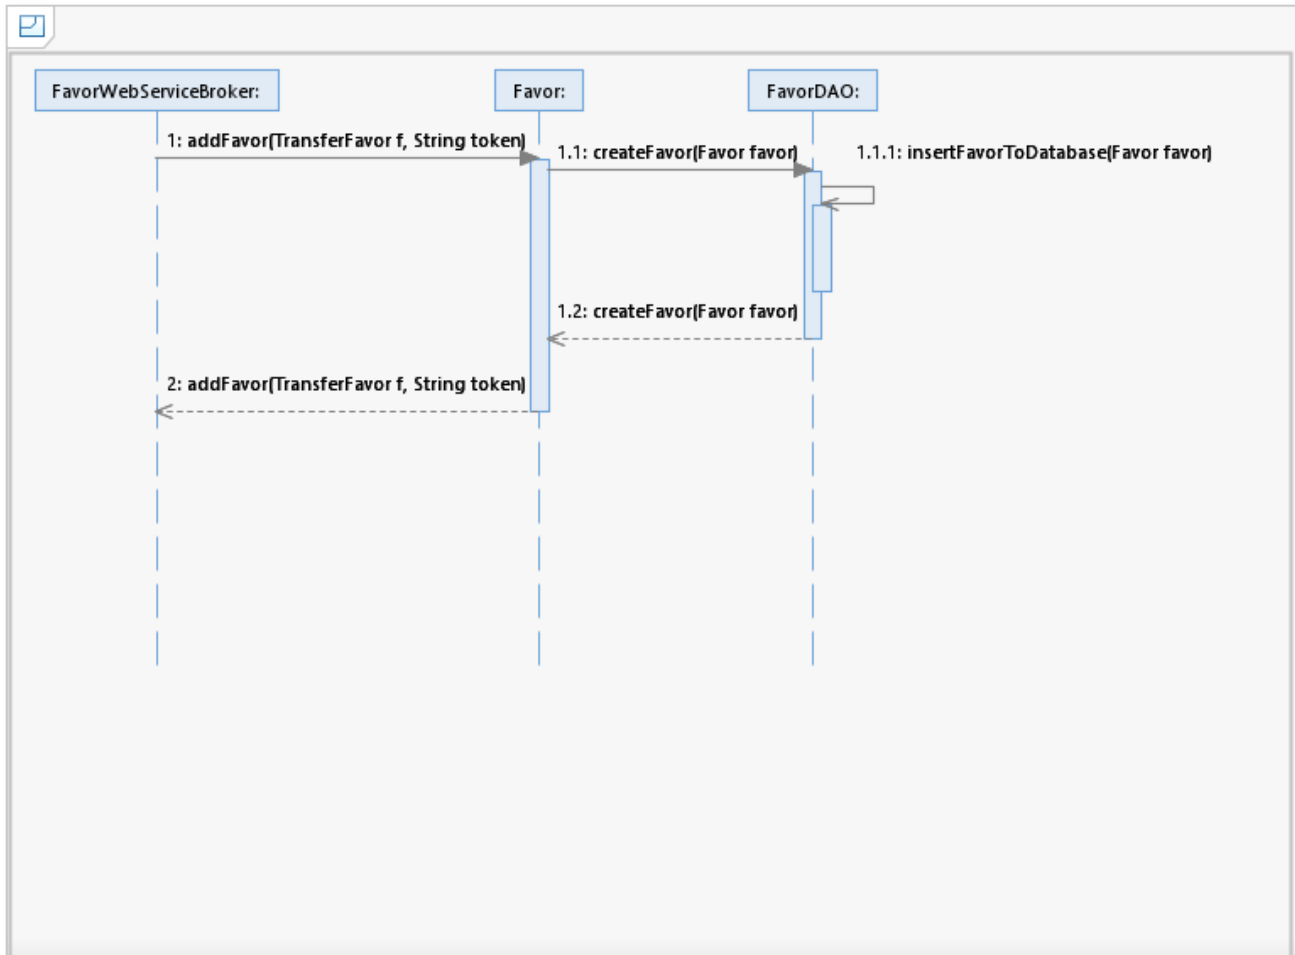 FavorWebServiceBroker:
Favor:
FavorDAO:
1: addFavor(TransferFavor f, String token)
1.1: createFavor(Favor favor)
1.1.1: insertFavorToDatabase(Favor favor)
1.2: createFavor(Favor favor)
2: addFavor(TransferFavor f, String token)